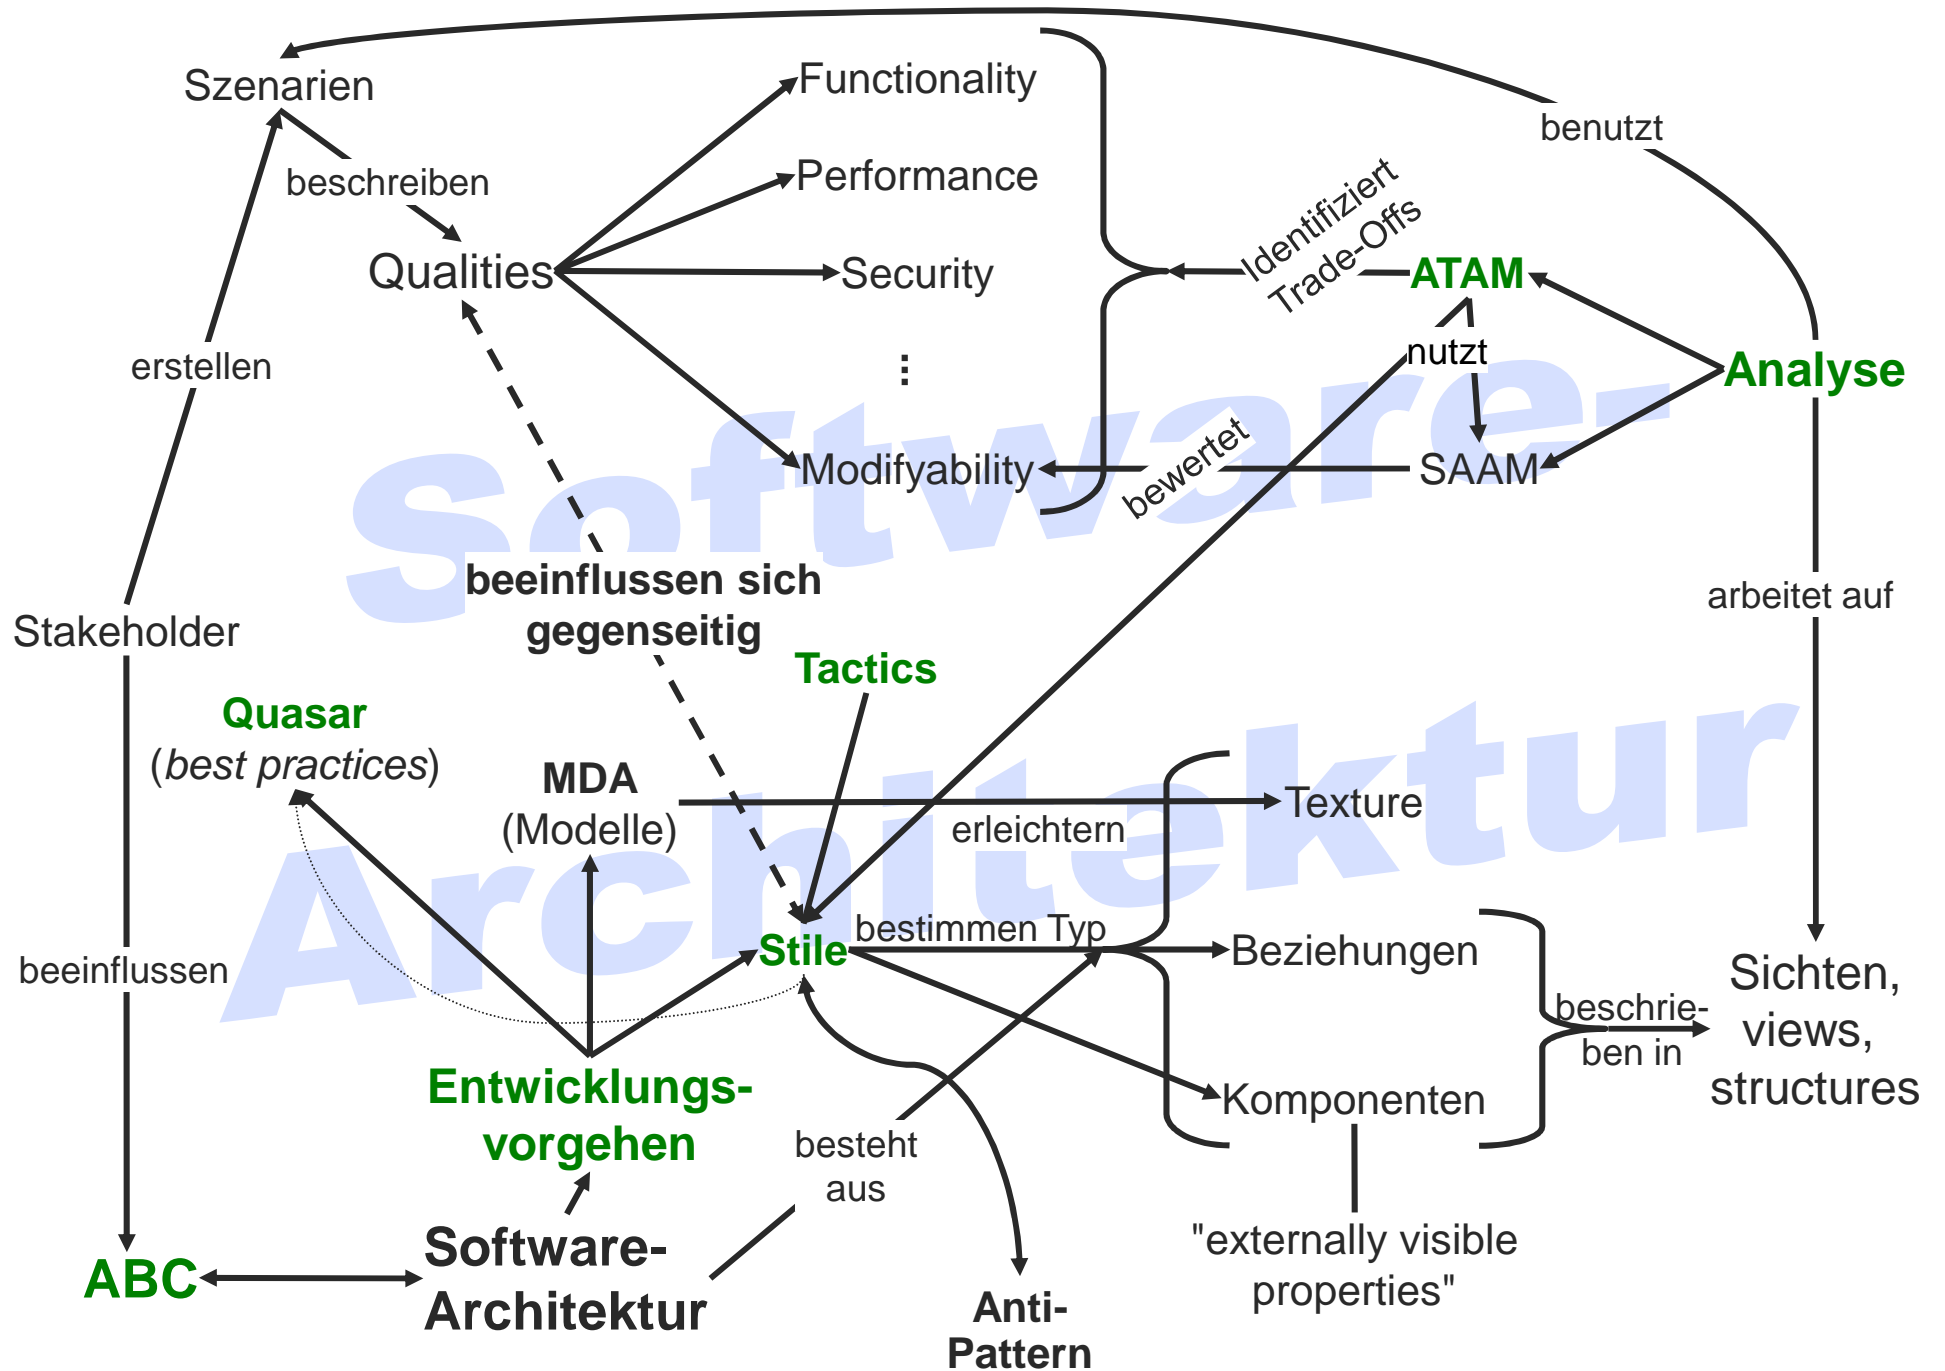 Szenarien
Functionality
benutzt
beschreiben
Performance
Identifiziert
Trade-Offs
Qualities
Security
ATAM
erstellen
⋮
nutzt
Analyse
Software-
Modifyability
bewertet
SAAM
beeinflussen sich
gegenseitig
arbeitet auf
Stakeholder
Tactics
Quasar
(best practices)
MDA
(Modelle)
erleichtern
Texture
Architektur
beeinflussen
Stile
bestimmen Typ
Beziehungen
beschrie-
ben in
Sichten,
views,
structures
Entwicklungs-
vorgehen
Komponenten
besteht
aus
ABC
Software-
Architektur
"externally visible
properties"
Anti-
Pattern